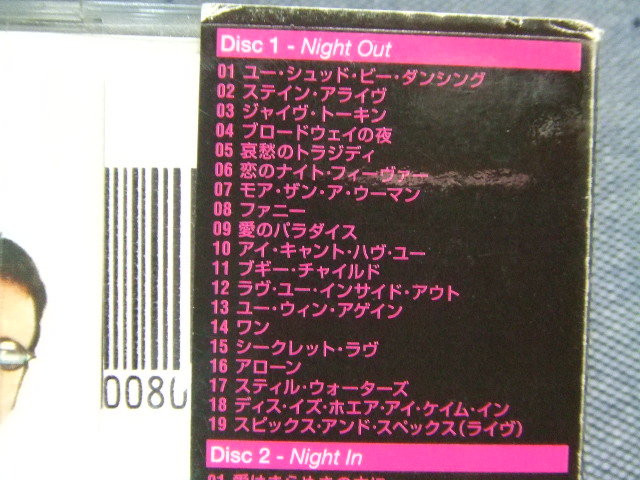 Disc 1 - Night Out
01 ユー・シュッド・ビー・ダンシング
02 ステイン・アライヴ
03 ジャイヴ・トーキン
04 ブロードウェイの夜
05 哀愁のトラジディ
06 恋のナイト・フィーヴァー
07 モア・ザン・ア・ウーマン
08 ファニー
09 愛のパラダイス
10 アイ・キャント・ハヴ・ユー
11 ブギー・チャイルド
12 ラヴ・ユー・インサイド・アウト
13 ユー・ウィン・アゲイン
14 ワン
15 シークレット・ラヴ
16 アローン
17 スティル・ウォーターズ
18 ディス・イズ・ホエア・アイ・ケイム・イン
19 スピックス・アンド・スペックス(ライヴ)
Disc 2 - Night In
0080